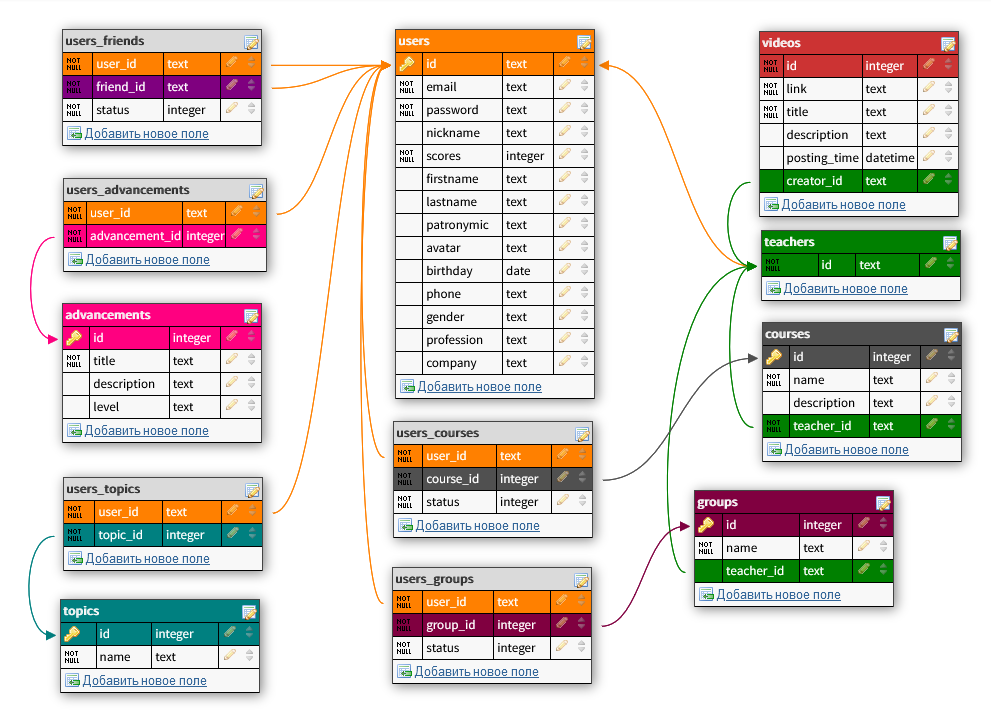 users_friends
NOT NULL user_id text
NOT NULL friend_id text
NOT NULL status integer
Добавить новое поле
users_advancements
NOT NULL user_id text
NOT NULL advancement_id integer
Добавить новое поле
advancements
id integer
NOT NULL title text
description text
level text
Добавить новое поле
users_topics
NOT NULL user_id text
NOT NULL topic_id integer
Добавить новое поле
topics
id integer
NOT NULL name text
Добавить новое поле
users
id text
NOT NULL email text
NOT NULL password text
nickname text
NOT NULL scores integer
firstname text
lastname text
patronymic text
avatar text
birthday date
phone text
gender text
profession text
company text
Добавить новое поле
users_courses
NOT NULL user_id text
NOT NULL course_id integer
NOT NULL status integer
Добавить новое поле
users_groups
NOT NULL user_id text
NOT NULL group_id integer
NOT NULL status integer
Добавить новое поле
videos
NOT NULL id integer
NOT NULL link text
NOT NULL title text
description text
posting_time datetime
creator_id text
Добавить новое поле
teachers
NOT NULL id text
Добавить новое поле
courses
id integer
NOT NULL name text
description text
NOT NULL teacher_id text
Добавить новое поле
groups
id integer
NOT NULL name text
teacher_id text
Добавить новое поле